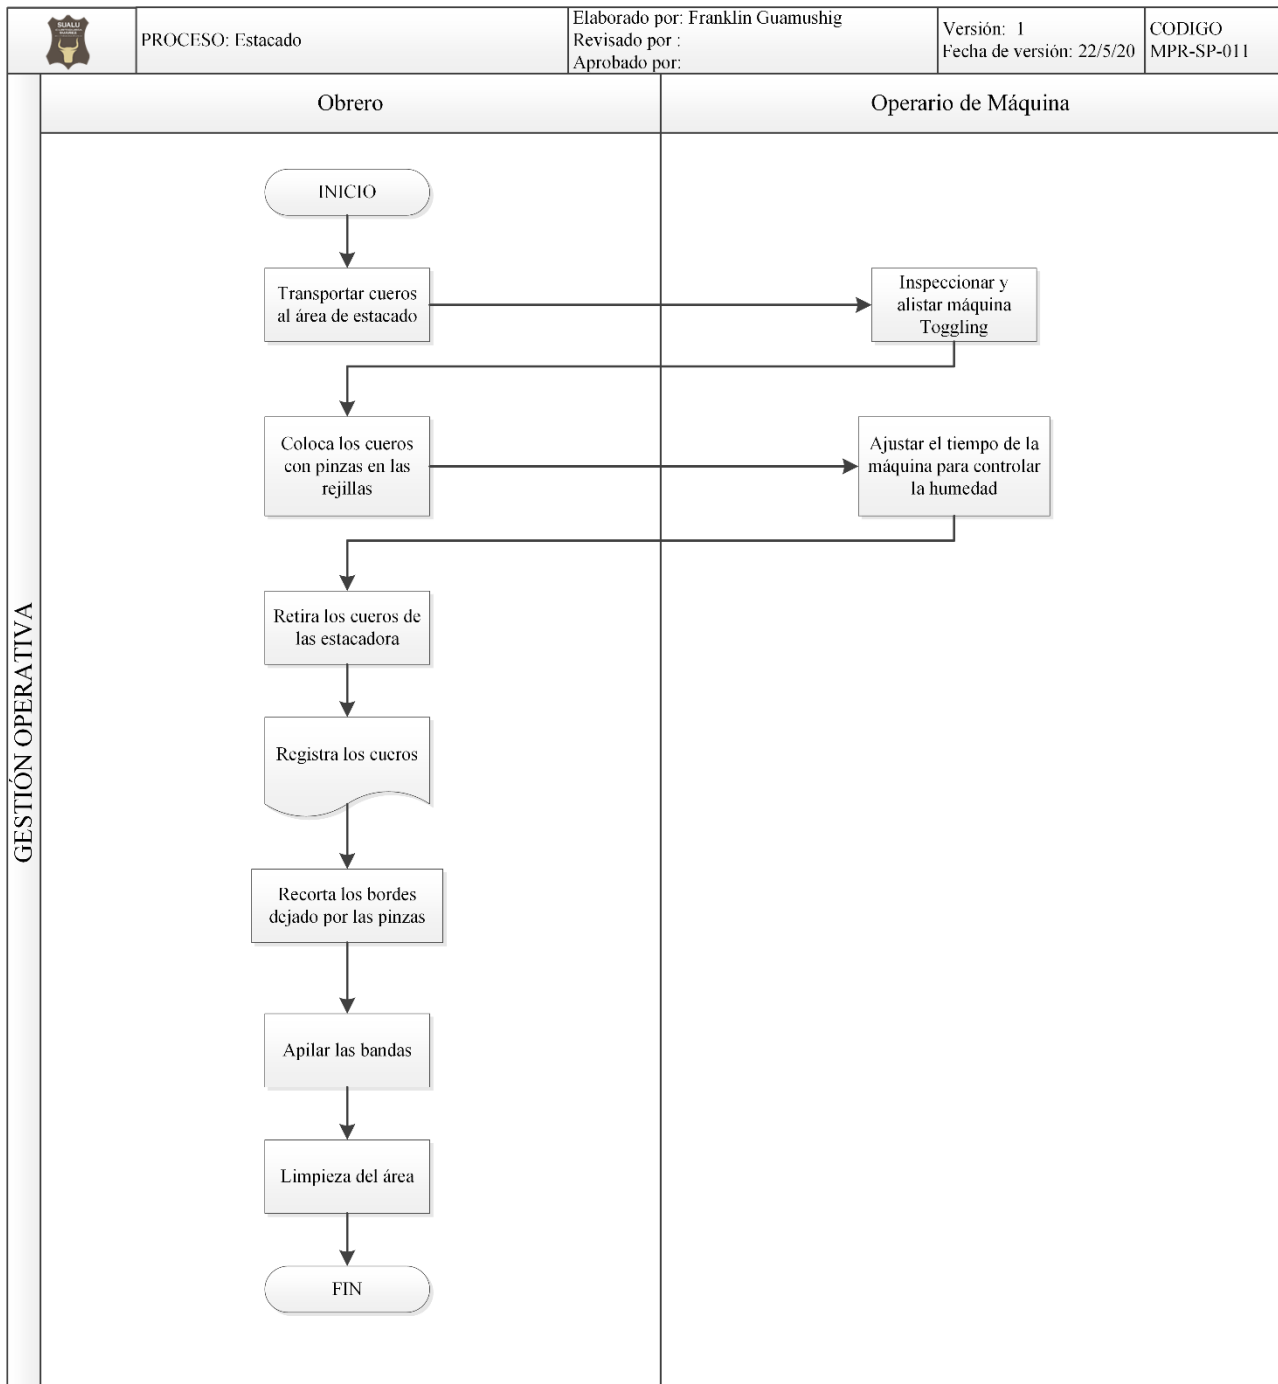 SUALU
PROCESO: Estacado
Elaborado por: Franklin Guamushig
Revisado por :
Aprobado por:
Versión: 1
Fecha de versión: 22/5/20
CODIGO
MPR-SP-011
Obrero
Operario de Máquina
GESTIÓN OPERATIVA
INICIO
Transportar cueros
al área de estacado
Inspeccionar y
alistar máquina
Toggling
Coloca los cueros
con pinzas en las
rejillas
Ajustar el tiempo de la
máquina para controlar
la humedad
Retira los cueros de
las estacadora
Registra los cueros
Recorta los bordes
dejado por las pinzas
Apilar las bandas
Limpieza del área
FIN